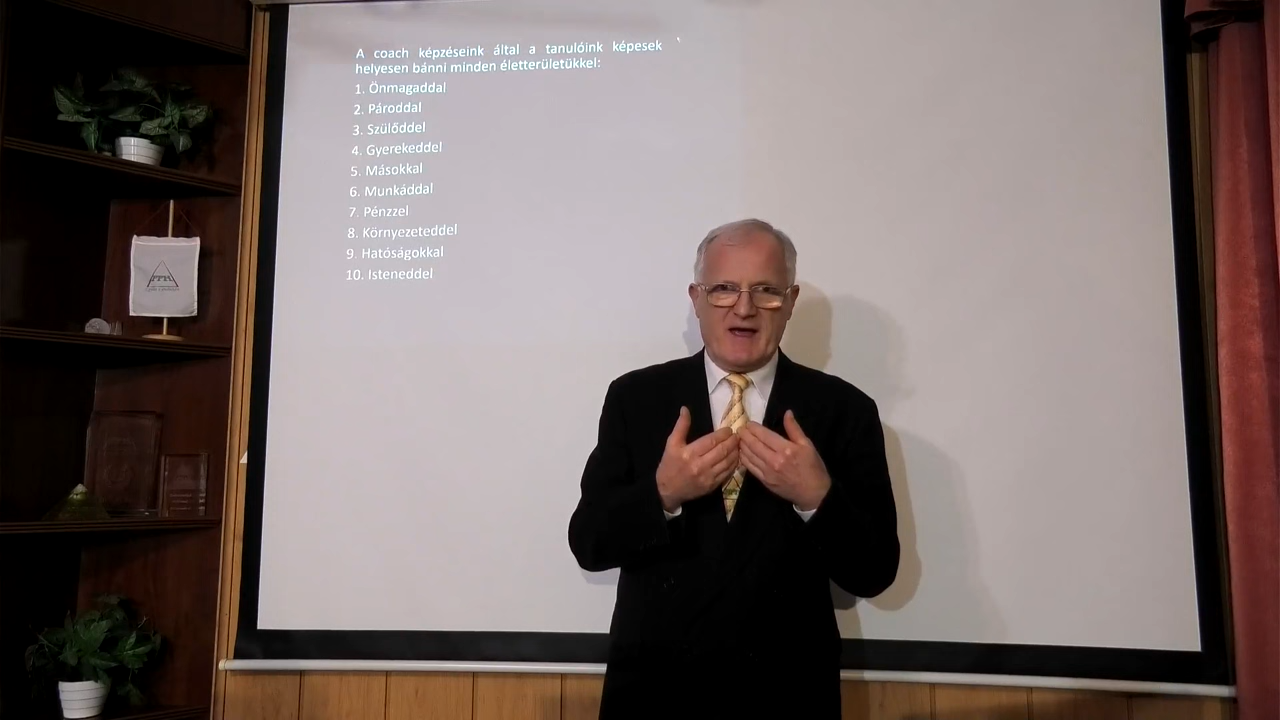 A coach képzéseink által a tanulóink képesek
helyesen bánni minden életterületükkel:
1. Önmagaddal
2. Pároddal
3. Szülőddel
4. Gyerekeddel
5. Másokkal
6. Munkáddal
7. Pénzzel
8. Környezeteddel
9. Hatóságokkal
10. Isteneddel